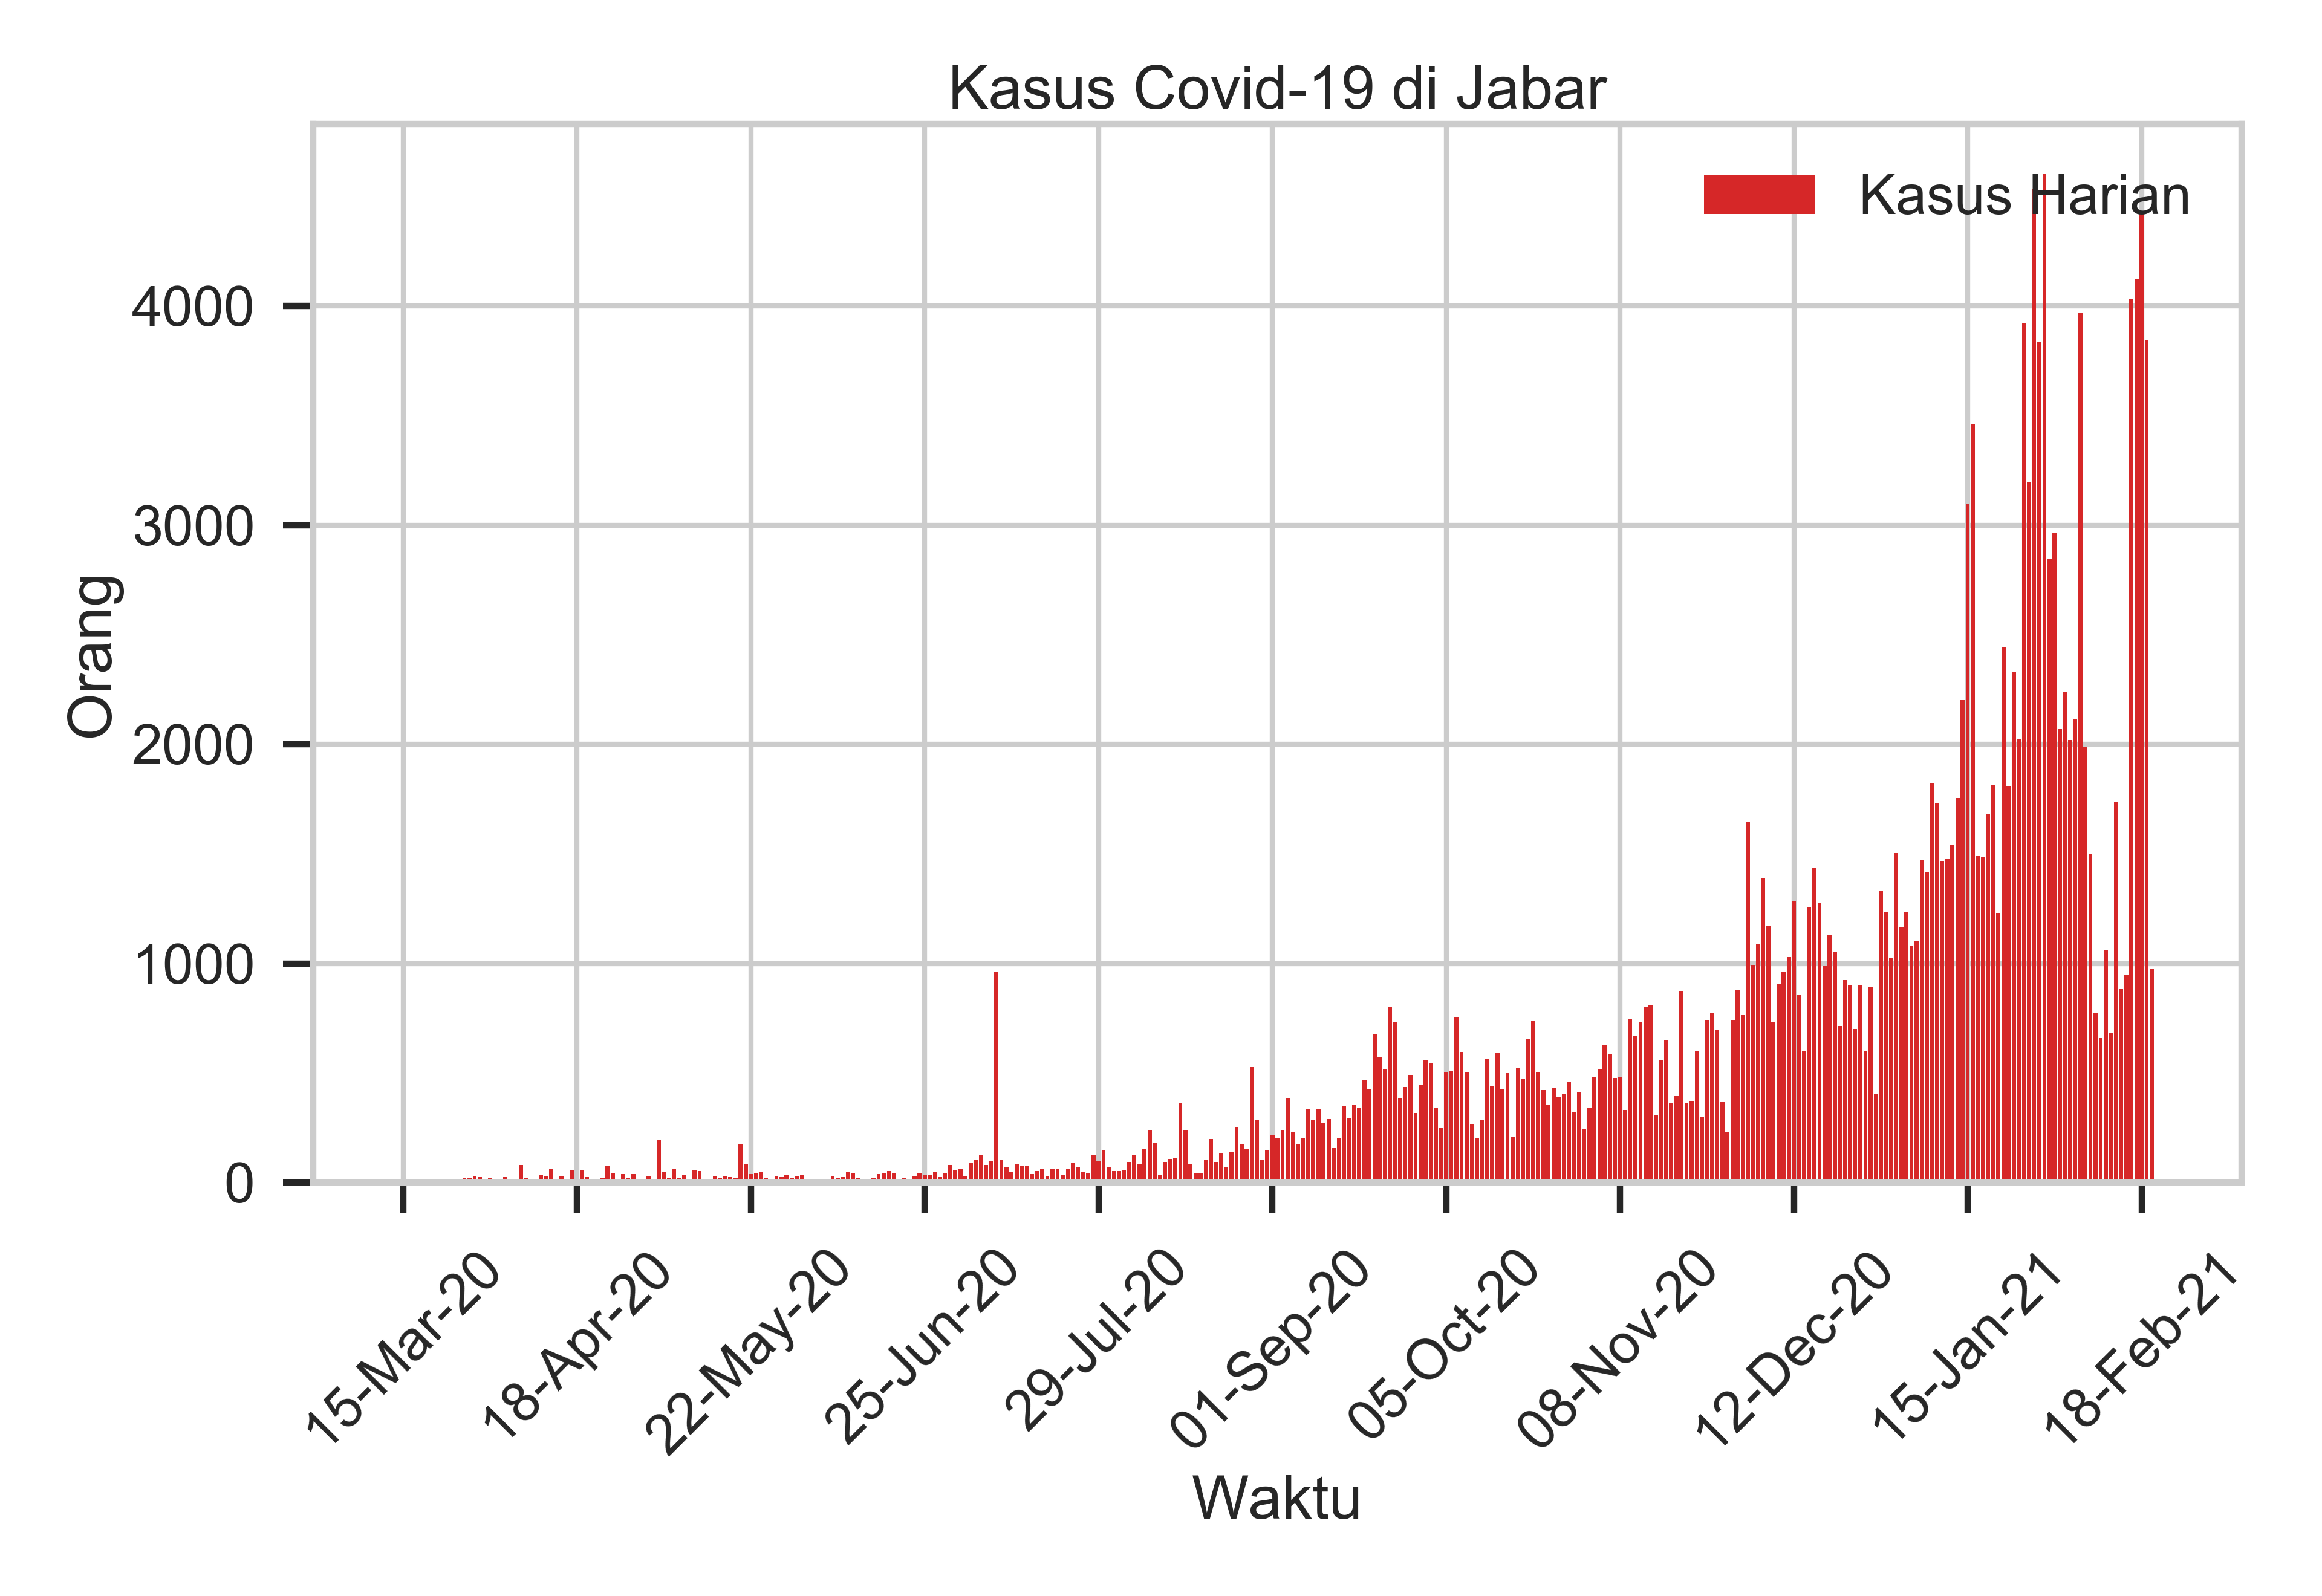 Kasus Covid-19 di Jabar
Kasus Harian
Orang
4000
3000
2000
1000
0
15-Mar-20
18-Apr-20
22-May-20
25-Jun-20
29-Jul-20
01-Sep-20
05-Oct-20
08-Nov-20
12-Dec-20
15-Jan-21
18-Feb-21
Waktu